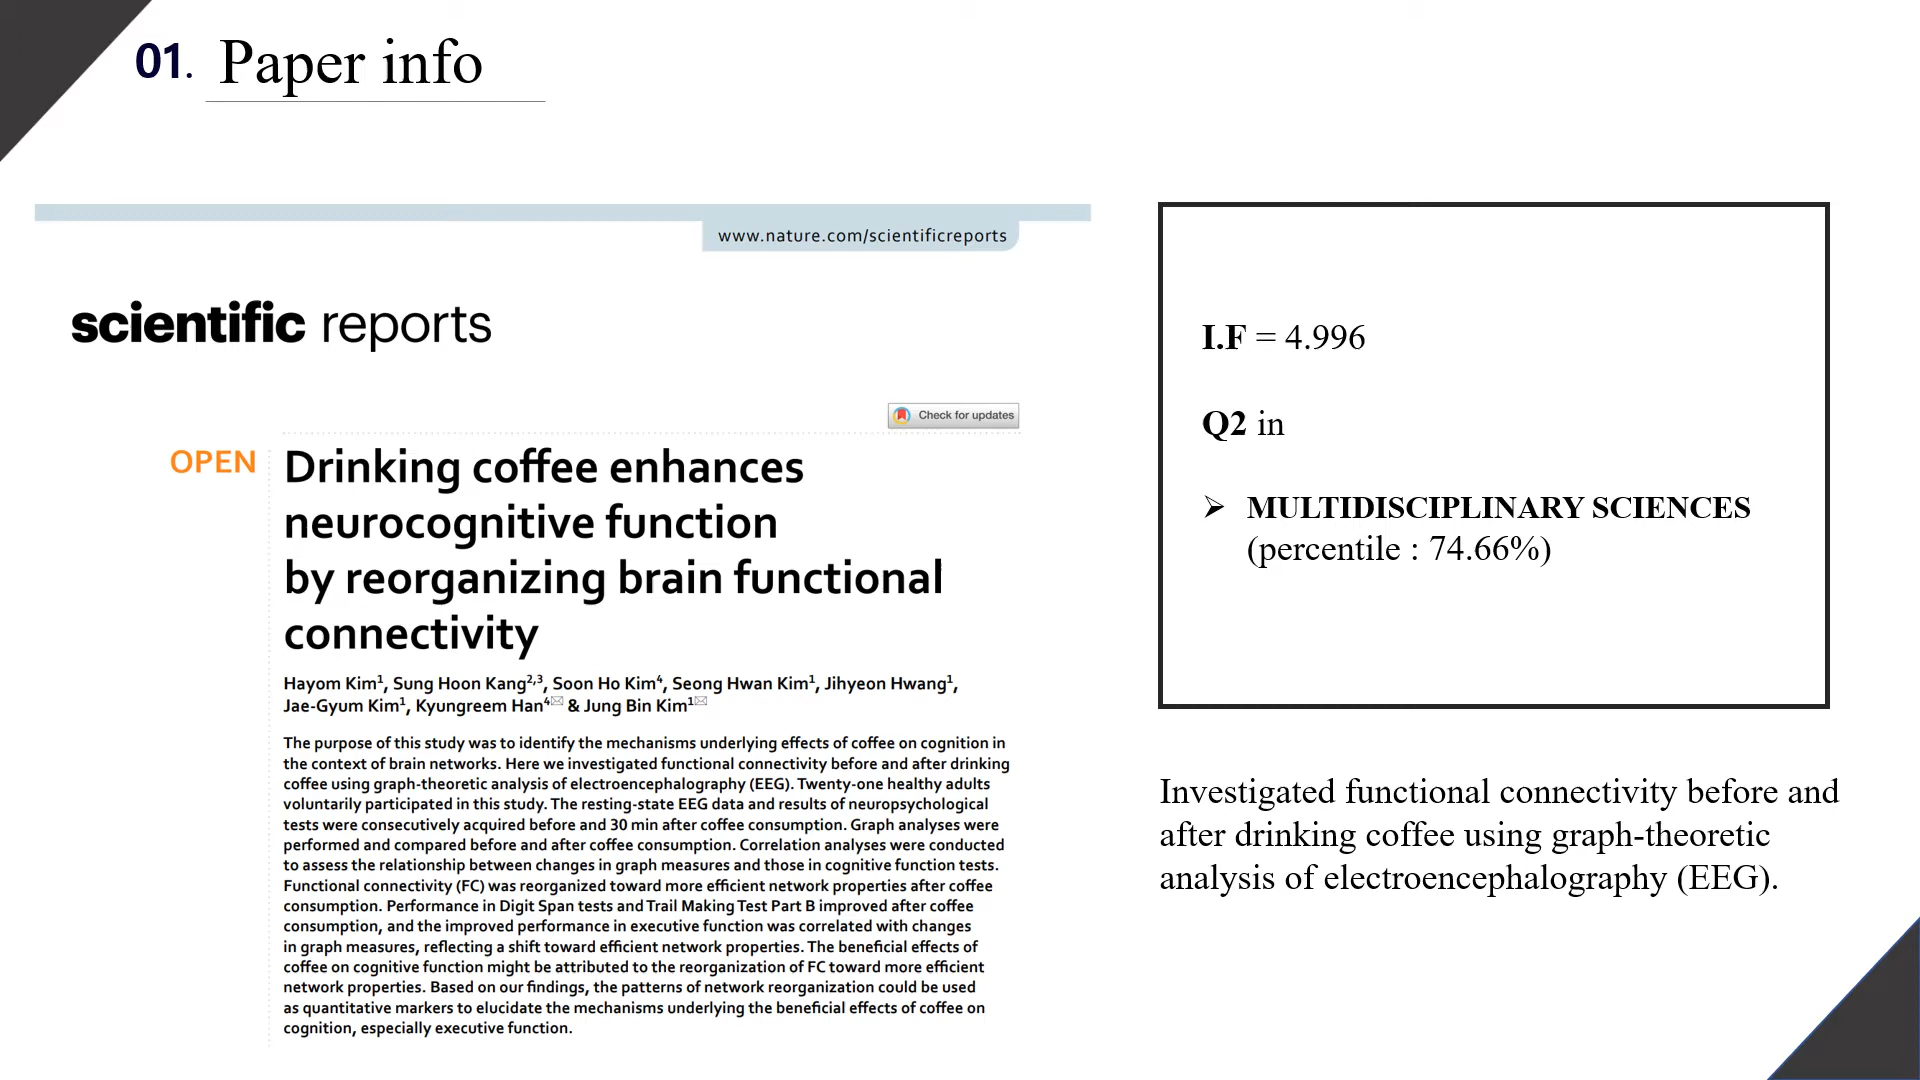 01. Paper info
www.nature.com/scientificreports
scientific reports
Check for updates
OPEN
Drinking coffee enhances
neurocognitive function
by reorganizing brain functional
connectivity
Hayom Kim1, Sung Hoon Kang2,3, Soon Ho Kim4, Seong Hwan Kim1, Jihyeon Hwang1,
Jae-Gyum Kim1, Kyungreem Han4✉ & Jung Bin Kim1✉
The purpose of this study was to identify the mechanisms underlying effects of coffee on cognition in
the context of brain networks. Here we investigated functional connectivity before and after drinking
coffee using graph-theoretic analysis of electroencephalography (EEG). Twenty-one healthy adults
voluntarily participated in this study. The resting-state EEG data and results of neuropsychological
tests were consecutively acquired before and 30 min after coffee consumption. Graph analyses were
performed and compared before and after coffee consumption. Correlation analyses were conducted
to assess the relationship between changes in graph measures and those in cognitive function tests.
Functional connectivity (FC) was reorganized toward more efficient network properties after coffee
consumption. Performance in Digit Span tests and Trail Making Test Part B improved after coffee
consumption, and the improved performance in executive function was correlated with changes
in graph measures, reflecting a shift toward efficient network properties. The beneficial effects of
coffee on cognitive function might be attributed to the reorganization of FC toward more efficient
network properties. Based on our findings, the patterns of network reorganization could be used
as quantitative markers to elucidate the mechanisms underlying the beneficial effects of coffee on
cognition, especially executive function.
I.F = 4.996
Q2 in
➢ MULTIDISCIPLINARY SCIENCES
(percentile : 74.66%)
Investigated functional connectivity before and
after drinking coffee using graph-theoretic
analysis of electroencephalography (EEG).